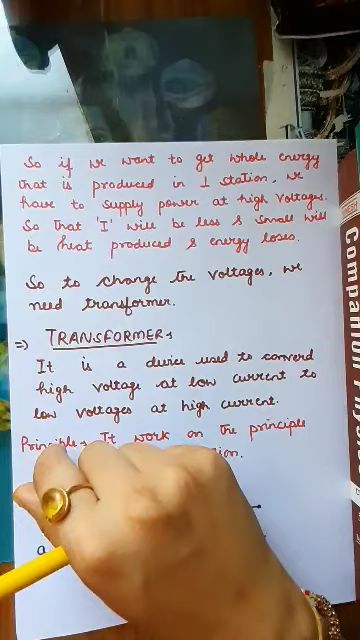 So if we want to get whole energy
that is produced in 1 station, we
have to supply power at high voltages.
So that 'I' will be less & small will
be heat produced & energy loses.
So to change the voltages, we
need transformer.
⇒ TRANSFORMER→
It is a device used to converd
high voltage at low current to
low voltages at high current.
Principle→ It work on the principle
tion.
a
Companion